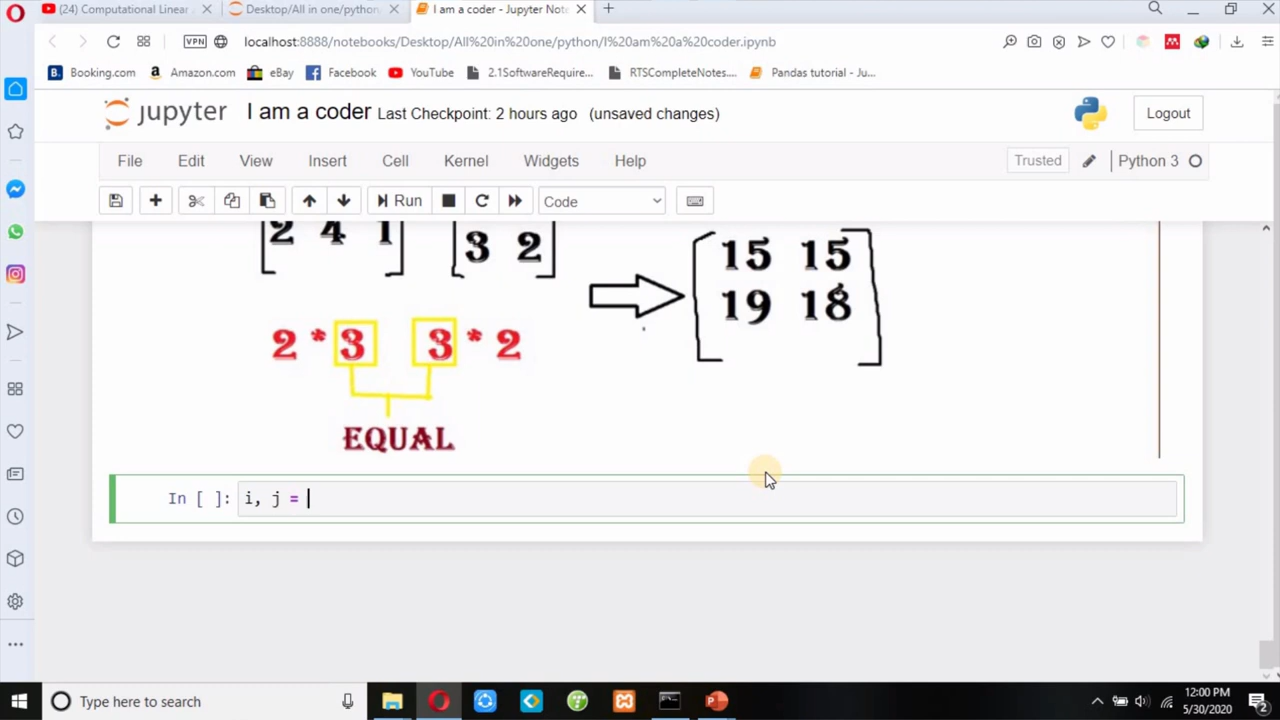 (24) Computational Linear
Desktop/All in one/python
I am a coder - Jupyter Note
VPN
localhost:8888/notebooks/Desktop/All%20in%20one/python/I%20am%20a%20coder.ipynb
Booking.com
Amazon.com
eBay
Facebook
YouTube
2.1SoftwareRequire...
RTSCompleteNotes....
Pandas tutorial - Ju...
jupyter I am a coder Last Checkpoint: 2 hours ago (unsaved changes)
Logout
File Edit View Insert Cell Kernel Widgets Help
Trusted
Python 3
Run
Code
2 4 1
3 2
15 15
19 18
2 * 3 3 * 2
EQUAL
In [ ]: i, j =
Type here to search
12:00 PM
5/30/2020
2